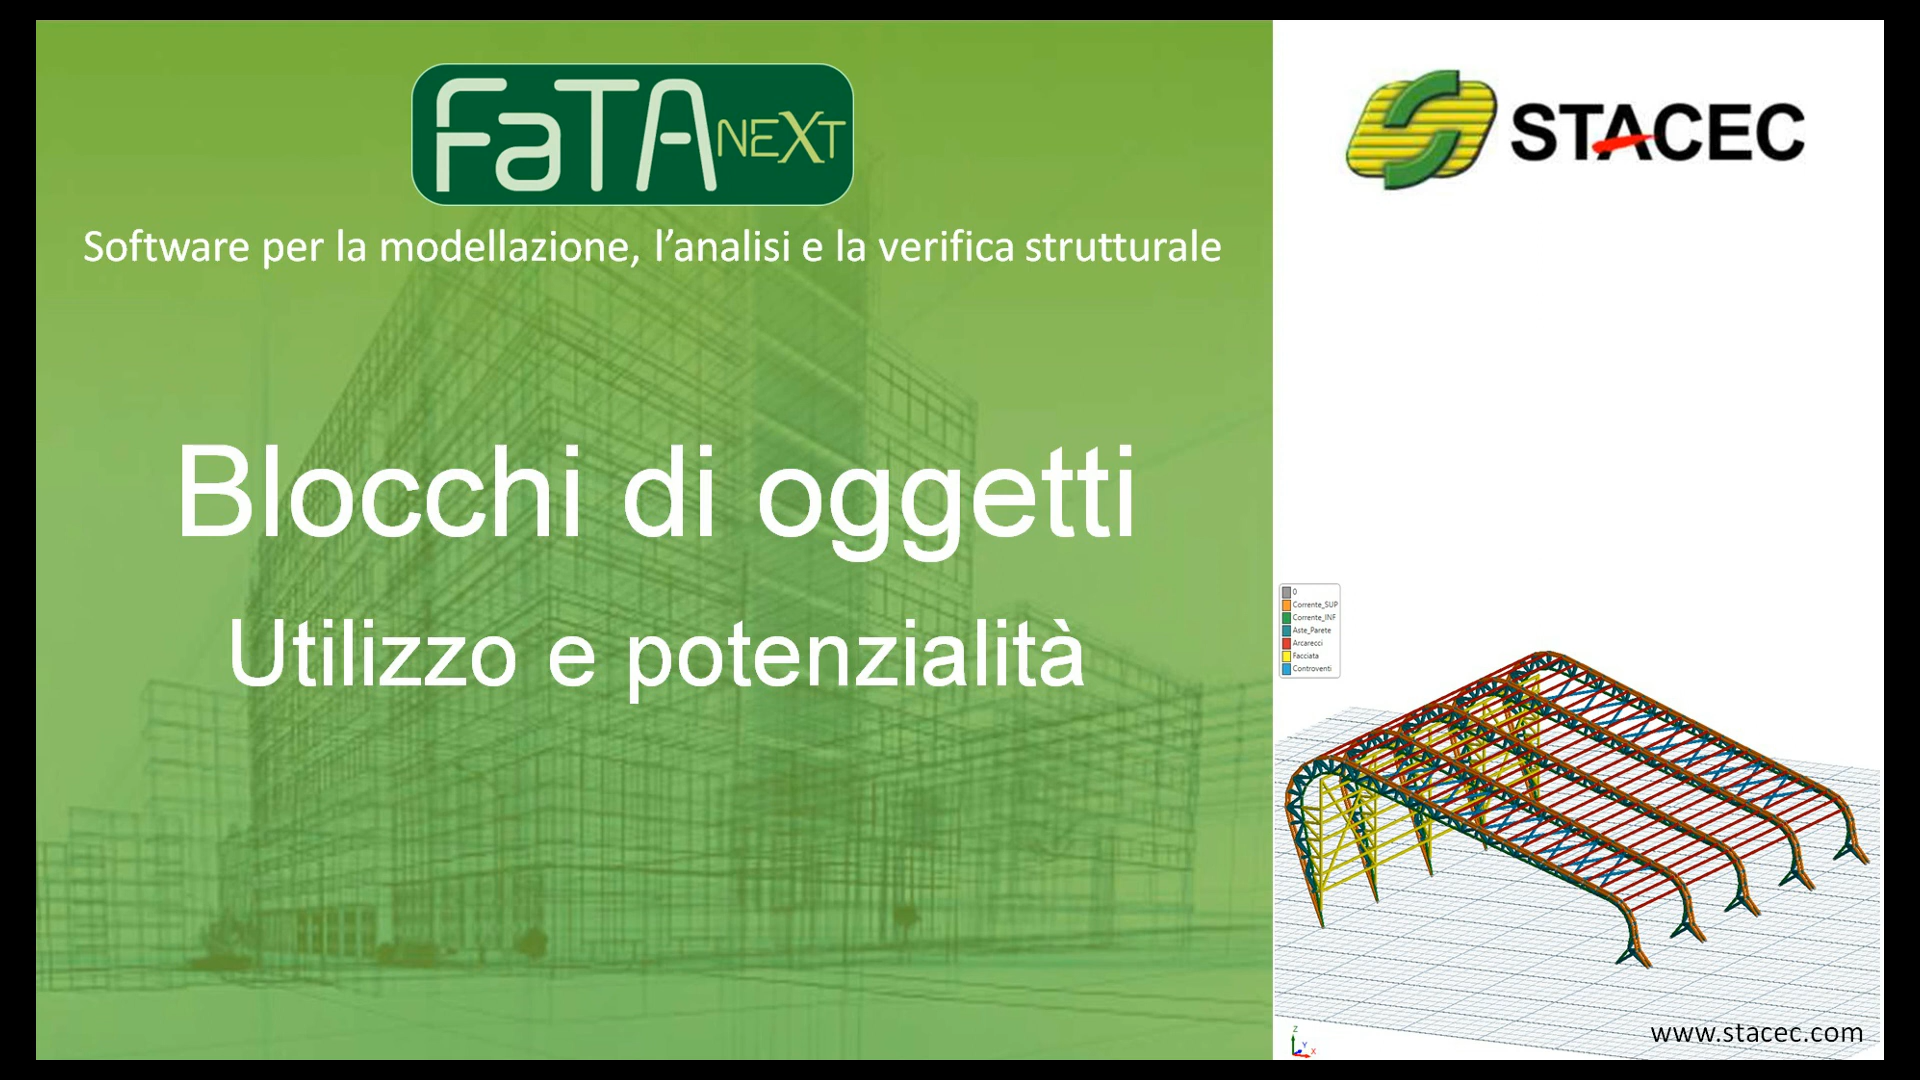 FaTA NEXT
Software per la modellazione, l'analisi e la verifica strutturale
Blocchi di oggetti
Utilizzo e potenzialità
STACEC
0
Corrente_SUP
Corrente_INF
Aste_Parete
Arcarecci
Facciata
Controventi
Z
Y
X
www.stacec.com